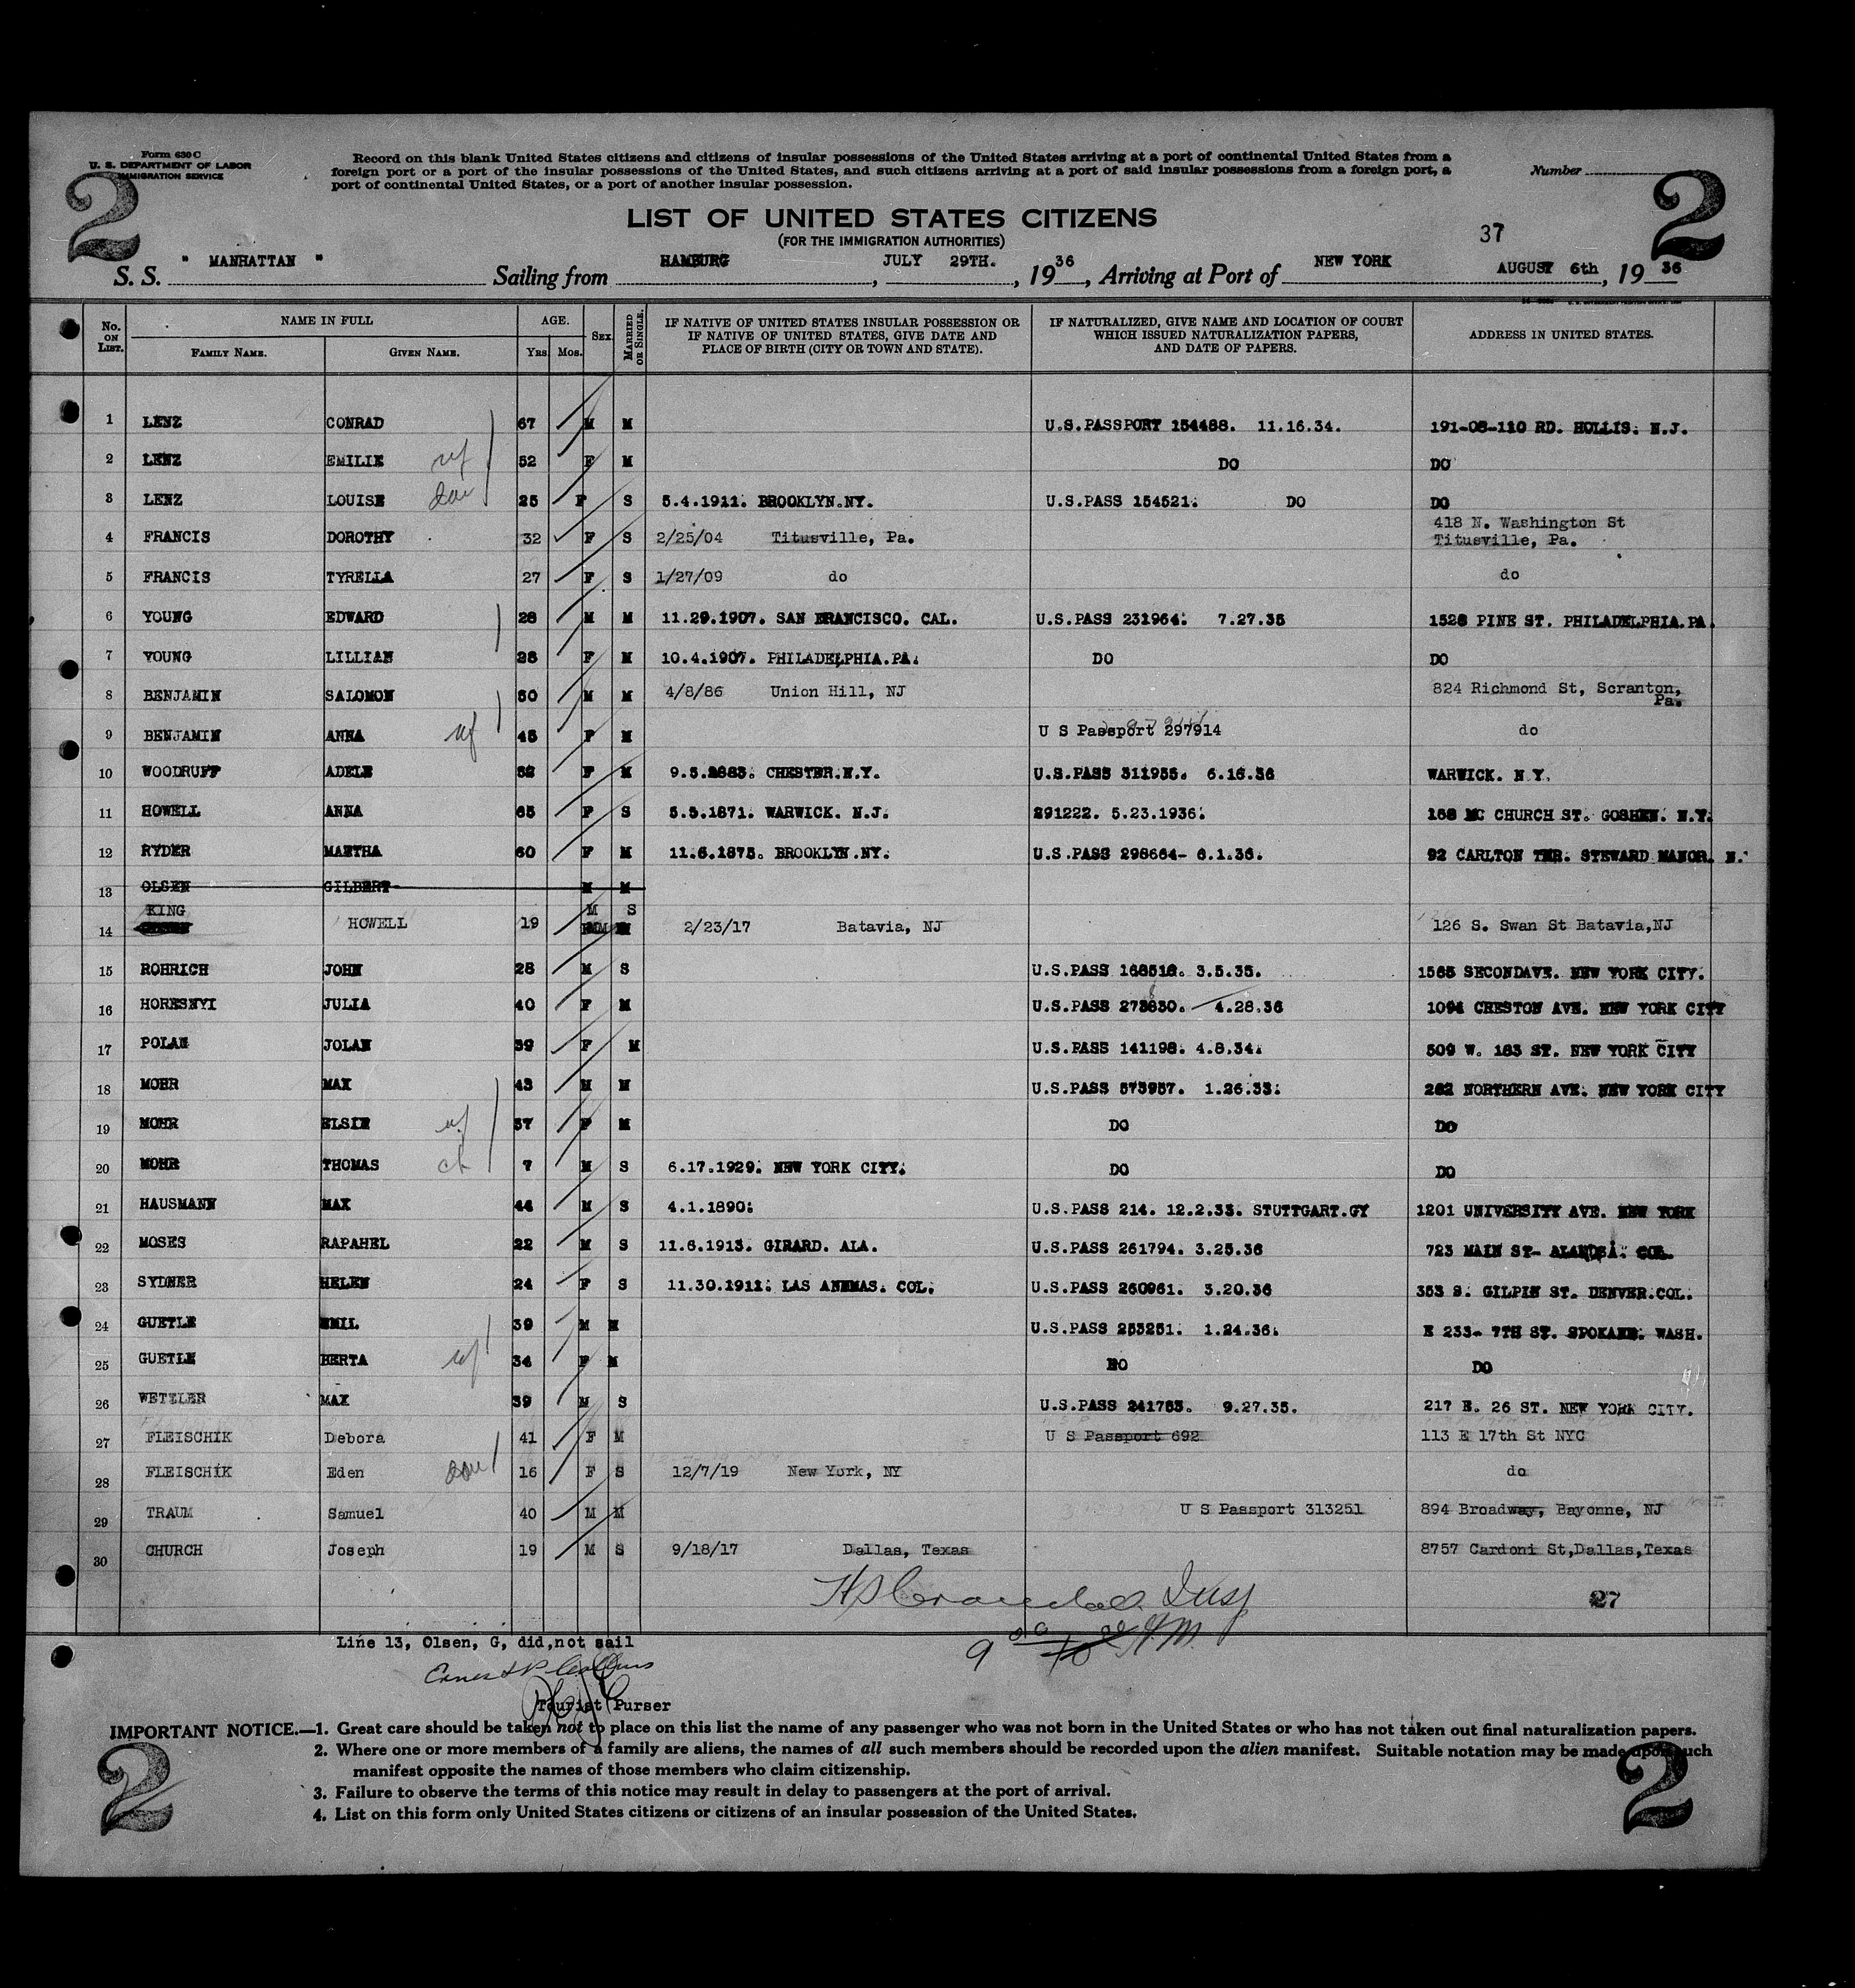 Form 630 C
U. S. DEPARTMENT OF LABOR
IMMIGRATION SERVICE
2
Record on this blank United States citizens and citizens of insular possessions of the United States arriving at a port of continental United States from a
foreign port or a port of the insular possessions of the United States, and such citizens arriving at a port of said insular possessions from a foreign port, a
port of continental United States, or a port of another insular possession.
Number
2
LIST OF UNITED STATES CITIZENS
(FOR THE IMMIGRATION AUTHORITIES)
37
S. S. " MANHATTAN " Sailing from HAMBURG, JULY 29TH., 1936, Arriving at Port of NEW YORK AUGUST 6th, 1936
No. ON LIST. NAME IN FULL AGE. SEX MARRIED OR SINGLE. IF NATIVE OF UNITED STATES INSULAR POSSESSION OR IF NATIVE OF UNITED STATES, GIVE DATE AND PLACE OF BIRTH (CITY OR TOWN AND STATE). IF NATURALIZED, GIVE NAME AND LOCATION OF COURT WHICH ISSUED NATURALIZATION PAPERS, AND DATE OF PAPERS. ADDRESS IN UNITED STATES.
FAMILY NAME. GIVEN NAME. Yrs. Mos.
1 LENZ CONRAD 67 M M U.S.PASSPORT 154488. 11.16.34. 191-08-110 RD. HOLLIS. N.J.
2 LENZ EMILIE wf 52 F M DO DO
3 LENZ LOUISE dau 25 F S 5.4.1911. BROOKLYN.NY. U.S.PASS 154521. DO DO
4 FRANCIS DOROTHY 32 F S 2/25/04 Titusville, Pa. 418 N. Washington St Titusville, Pa.
5 FRANCIS TYRELLA 27 F S 1/27/09 do do
6 YOUNG EDWARD 28 M M 11.29.1907. SAN FRANCISCO. CAL. U.S.PASS 231964. 7.27.35 1528 PINE ST. PHILADELPHIA.PA.
7 YOUNG LILLIAN 28 F M 10.4.1907. PHILADELPHIA.PA. DO DO
8 BENJAMIN SALOMON 50 M M 4/8/86 Union Hill, NJ 824 Richmond St, Scranton, Pa.
9 BENJAMIN ANNA wf 45 F M U S Passport 297914 do
10 WOODRUFF ADELE 52 F M 9.5.1883. CHESTER.N.Y. U.S.PASS 311955. 6.16.36 WARWICK. N.Y.
11 HOWELL ANNA 65 F S 5.5.1871. WARWICK. N.J. 291222. 5.23.1936. 168 MC CHURCH ST. GOSHEN. N.Y.
12 RYDER MARTHA 60 F M 11.6.1875. BROOKLYN.NY. U.S.PASS 298664- 6.1.36. 92 CARLTON TER. STEWARD MANOR. N.
13 OLSEN GILBERT M M
14 KING HOWELL 19 M S 2/23/17 Batavia, NJ 126 S. Swan St Batavia,NJ
15 ROHRICH JOHN 28 M S U.S.PASS 168518. 3.5.35. 1565 SECONDAVE. NEW YORK CITY.
16 HORESNYI JULIA 40 F M U.S.PASS 273830. 4.28.36 1094 CRESTON AVE. NEW YORK CITY
17 POLAN JOLAN 39 F M U.S.PASS 141198. 4.8.34. 509 W. 183 ST. NEW YORK CITY
18 MOHR MAX 43 M M U.S.PASS 573957. 1.26.33. 282 NORTHERN AVE. NEW YORK CITY
19 MOHR ELSIE wf 37 F M DO DO
20 MOHR THOMAS ch 7 M S 6.17.1929. NEW YORK CITY. DO DO
21 HAUSMANN MAX 44 M S 4.1.1890. U.S.PASS 214. 12.2.33. STUTTGART.GY 1201 UNIVERSITY AVE. NEW YORK
22 MOSES RAPAHEL 22 M S 11.6.1913. GIRARD. ALA. U.S.PASS 261794. 3.25.36 723 MAIN ST- COL.
23 SYDNER HELEN 24 F S 11.30.1911. LAS ANIMAS. COL. U.S.PASS 260961. 3.20.36 353 S. GILPIN ST. DENVER.COL.
24 GUETLE EMIL 39 M M U.S.PASS 253251. 1.24.36. E 233- 7TH ST. SPOKANE. WASH.
25 GUETLE BERTA wf 34 F M DO DO
26 WETZLER MAX 39 M S U.S.PASS 241783. 9.27.35. 217 E. 26 ST. NEW YORK CITY.
27 FLEISCHIK Debora 41 F M U S Passport 692 113 E 17th St NYC
28 FLEISCHIK Eden dau 16 F S 12/7/19 New York, NY do
29 TRAUM Samuel 40 M M U S Passport 313251 894 Broadway, Bayonne, NJ
30 CHURCH Joseph 19 M S 9/18/17 Dallas, Texas 8757 Cardoni St,Dallas,Texas
27
Line 13, Olsen, G, did,not sail
Tourist Purser
IMPORTANT NOTICE.—1. Great care should be taken not to place on this list the name of any passenger who was not born in the United States or who has not taken out final naturalization papers.
2. Where one or more members of a family are aliens, the names of all such members should be recorded upon the alien manifest. Suitable notation may be made upon such
manifest opposite the names of those members who claim citizenship.
3. Failure to observe the terms of this notice may result in delay to passengers at the port of arrival.
4. List on this form only United States citizens or citizens of an insular possession of the United States.
2
2